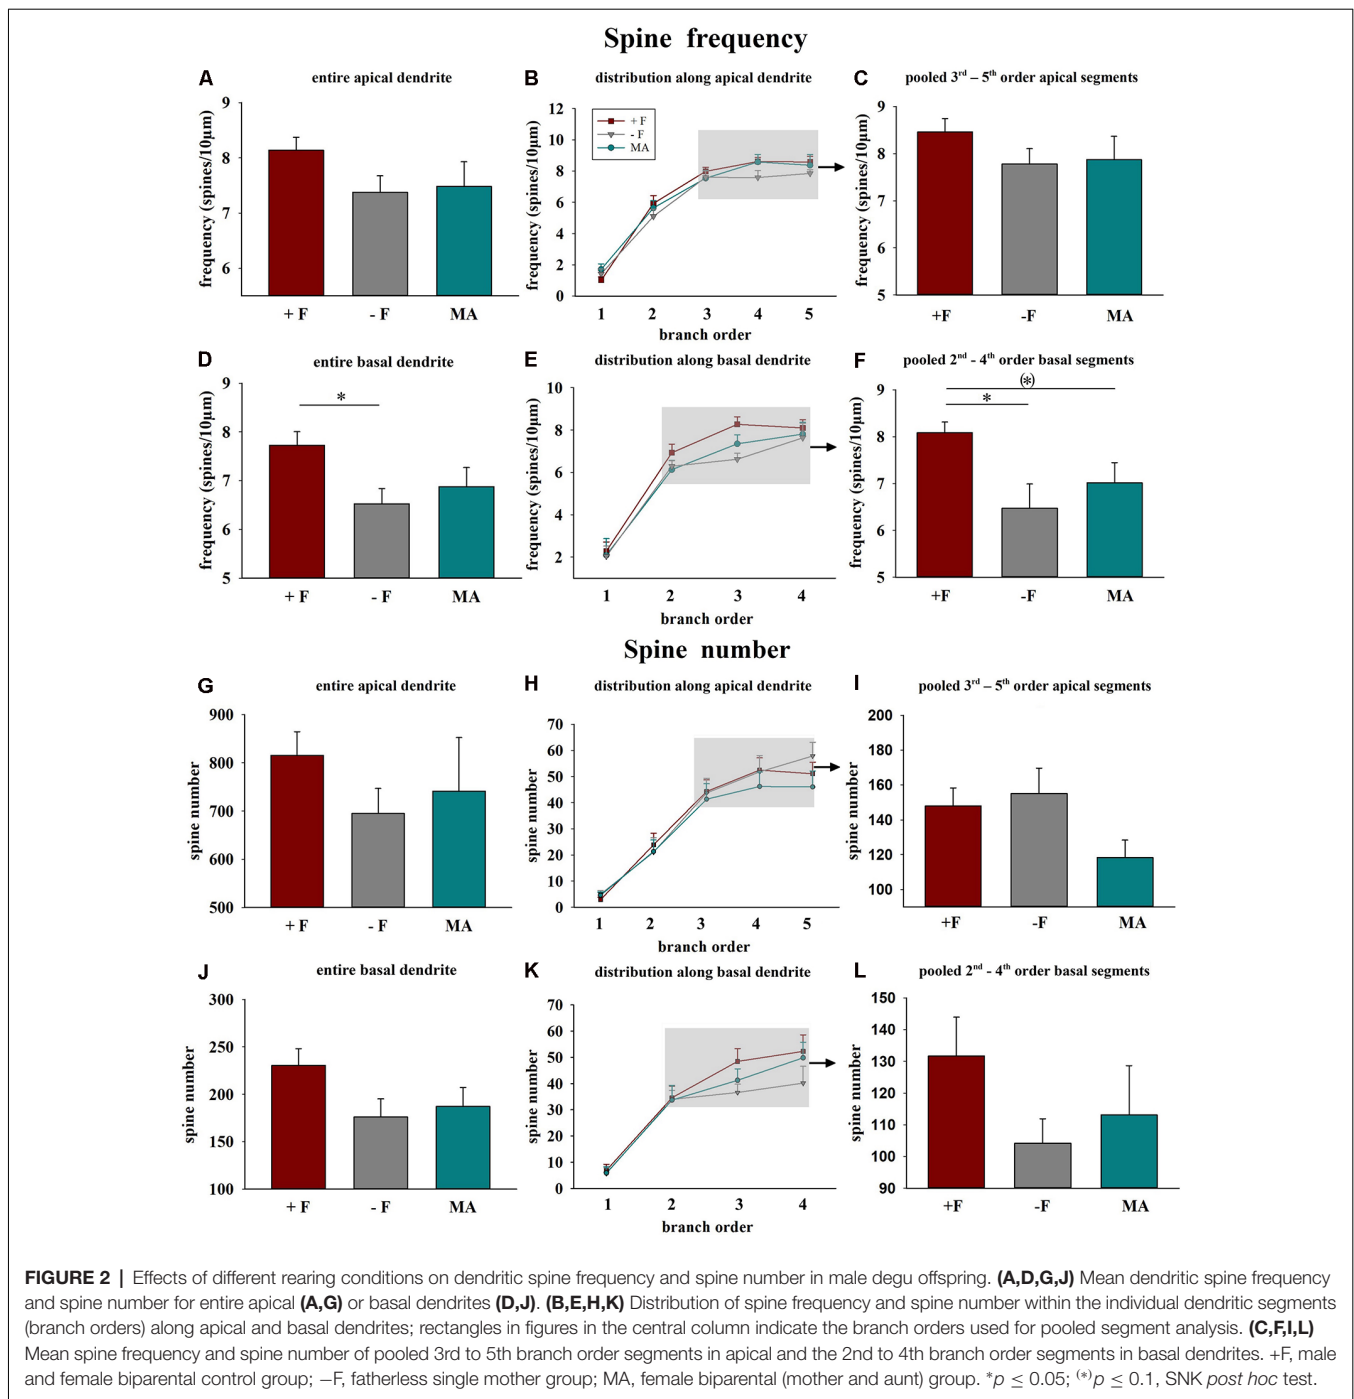 Spine frequency
A
entire apical dendrite
frequency (spines/10µm)
9
8
7
6
+ F
- F
MA
B
distribution along apical dendrite
frequency (spines/10µm)
12
10
8
6
4
2
0
+ F
- F
MA
1
2
3
4
5
branch order
C
pooled 3rd – 5th order apical segments
frequency (spines/10µm)
9
8
7
6
5
+F
-F
MA
D
entire basal dendrite
frequency (spines/10µm)
9
8
7
6
5
*
+ F
- F
MA
E
distribution along basal dendrite
frequency (spines/10µm)
10
8
6
4
2
1
2
3
4
branch order
F
pooled 2nd - 4th order basal segments
frequency (spines/10µm)
9
8
7
6
5
(*)
*
+F
-F
MA
Spine number
G
entire apical dendrite
spine number
900
800
700
600
500
+ F
- F
MA
H
distribution along apical dendrite
spine number
70
60
50
40
30
20
10
0
1
2
3
4
5
branch order
I
pooled 3rd – 5th order apical segments
spine number
200
180
160
140
120
100
+F
-F
MA
J
entire basal dendrite
spine number
300
250
200
150
100
+ F
- F
MA
K
distribution along basal dendrite
spine number
70
60
50
40
30
20
10
0
1
2
3
4
branch order
L
pooled 2nd - 4th order basal segments
spine number
150
140
130
120
110
100
90
+F
-F
MA
FIGURE 2 | Effects of different rearing conditions on dendritic spine frequency and spine number in male degu offspring. (A,D,G,J) Mean dendritic spine frequency
and spine number for entire apical (A,G) or basal dendrites (D,J). (B,E,H,K) Distribution of spine frequency and spine number within the individual dendritic segments
(branch orders) along apical and basal dendrites; rectangles in figures in the central column indicate the branch orders used for pooled segment analysis. (C,F,I,L)
Mean spine frequency and spine number of pooled 3rd to 5th branch order segments in apical and the 2nd to 4th branch order segments in basal dendrites. +F, male
and female biparental control group; −F, fatherless single mother group; MA, female biparental (mother and aunt) group. *p ≤ 0.05; (*)p ≤ 0.1, SNK post hoc test.